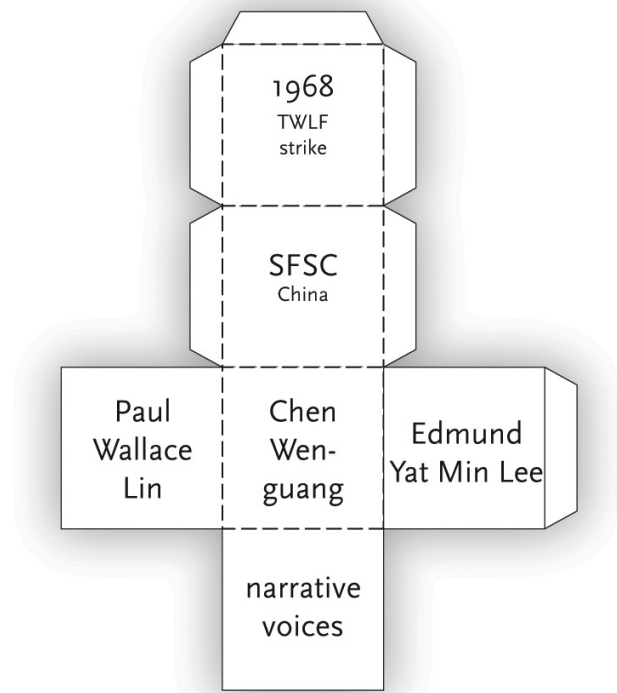 1968
TWLF
strike
SFSC
China
Paul
Wallace
Lin
Chen
Wen-
guang
Edmund
Yat Min Lee
narrative
voices